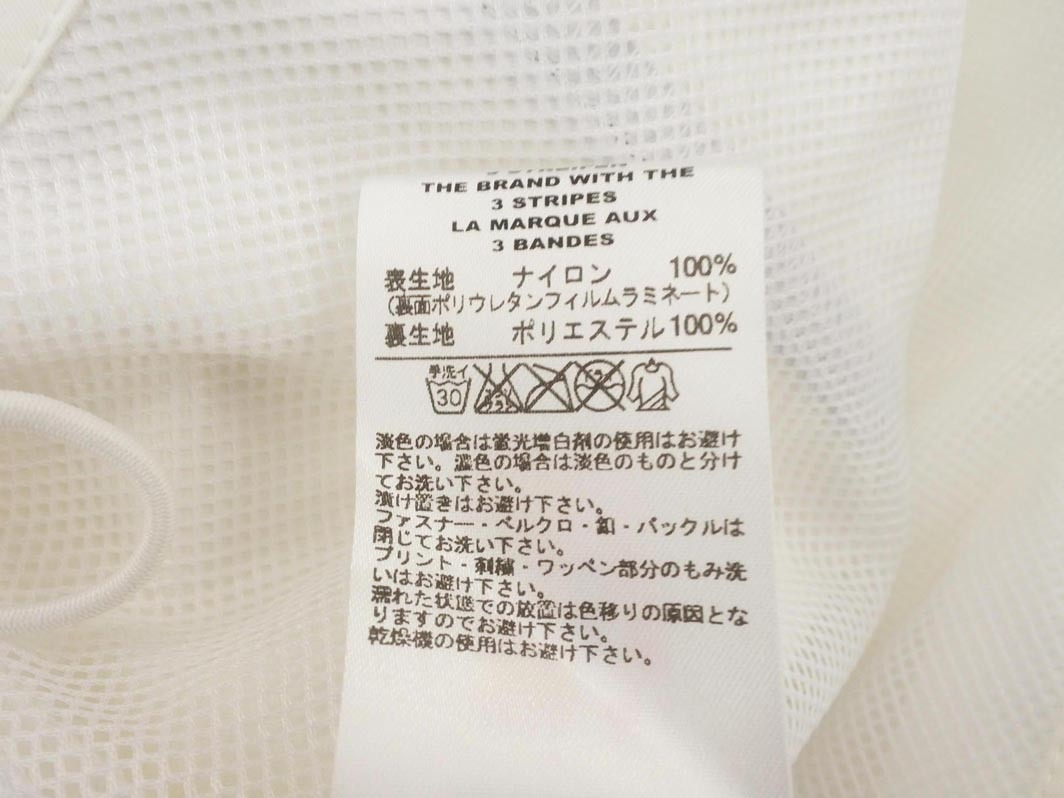 THE BRAND WITH THE
3 STRIPES
LA MARQUE AUX
3 BANDES
表生地 ナイロン 100%
(裏面ポリウレタンフィルムラミネート)
裏生地 ポリエステル100%
手洗イ
30
淡色の場合は蛍光増白剤の使用はお避け
下さい。濃色の場合は淡色のものと分け
てお洗い下さい。
漬け置きはお避け下さい。
ファスナー・ベルクロ・釦・バックルは
閉じてお洗い下さい。
プリント・刺繍・ワッペン部分のもみ洗
いはお避け下さい。
濡れた状態での放置は色移りの原因とな
りますのでお避け下さい。
乾燥機の使用はお避け下さい。